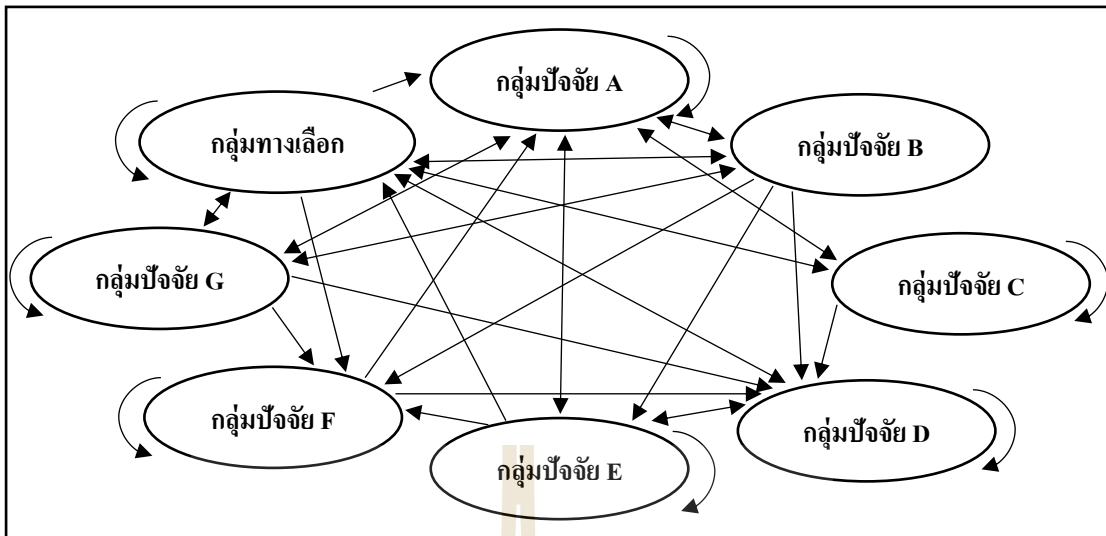 กลุ่มปัจจัย A
กลุ่มทางเลือก
กลุ่มปัจจัย B
กลุ่มปัจจัย G
กลุ่มปัจจัย C
กลุ่มปัจจัย F
กลุ่มปัจจัย D
กลุ่มปัจจัย E